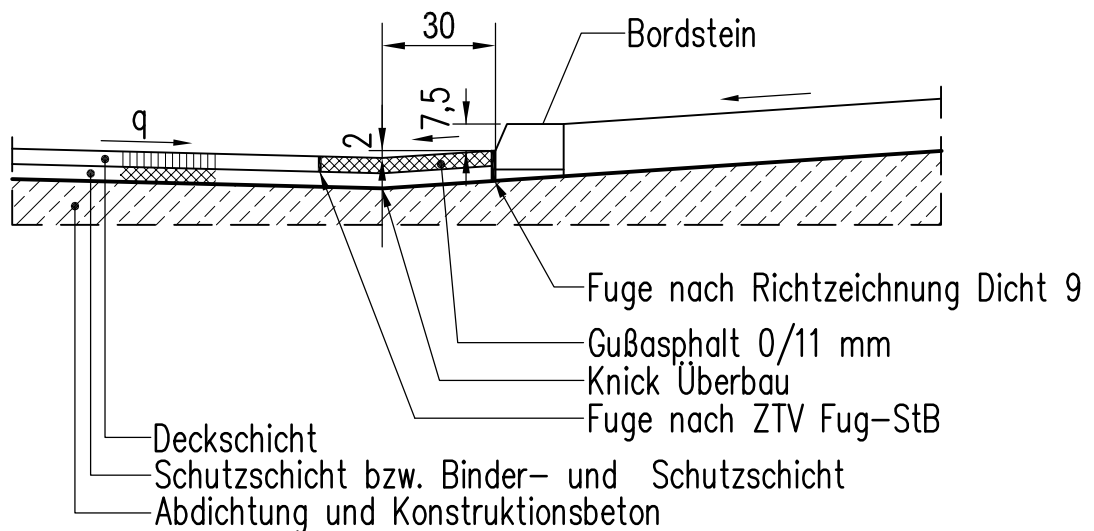 30
Bordstein
7,5
q
2
Fuge nach Richtzeichnung Dicht 9
Gußasphalt 0/11 mm
Knick Überbau
Fuge nach ZTV Fug-StB
Deckschicht
Schutzschicht bzw. Binder- und Schutzschicht
Abdichtung und Konstruktionsbeton